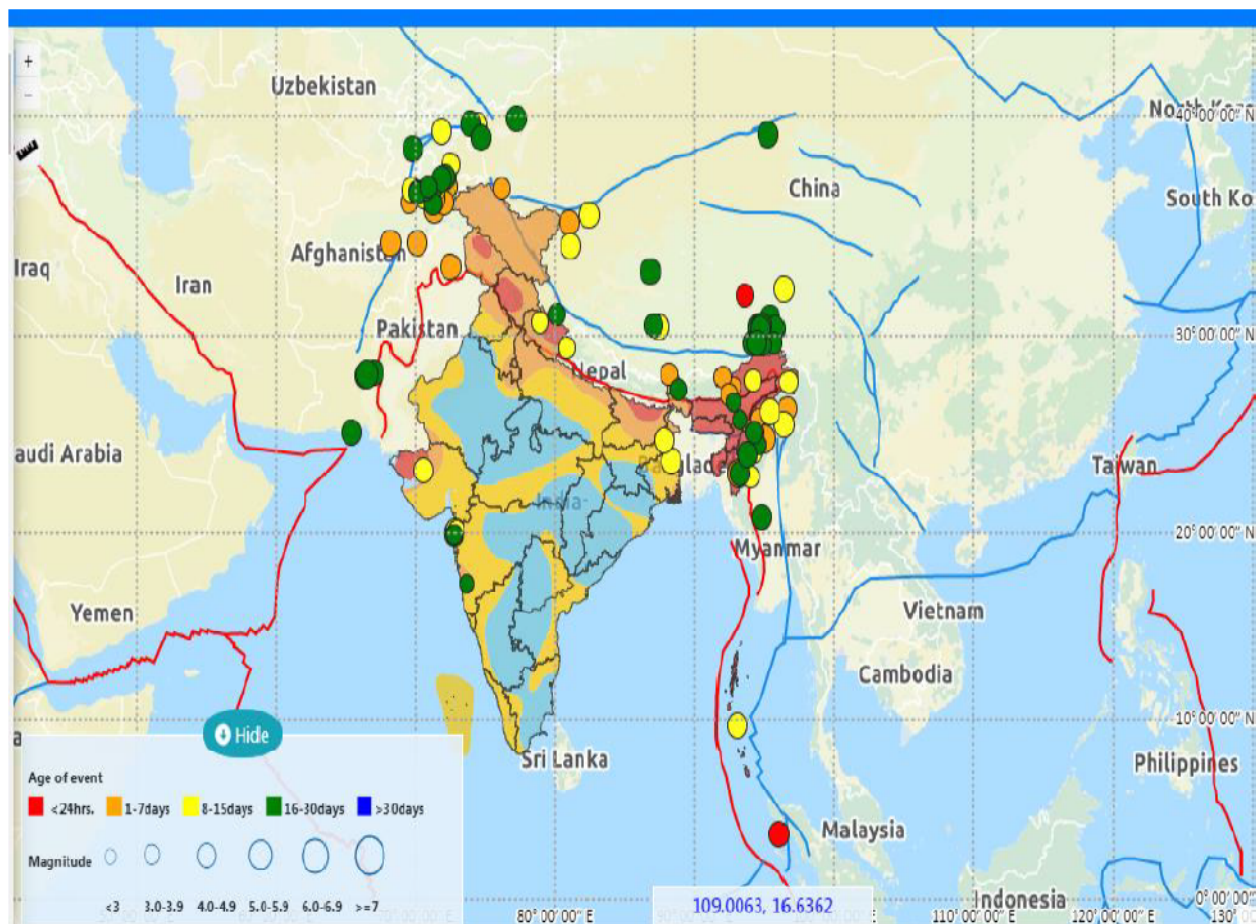 +
−
Uzbekistan
North Kore
40° 00' 00" N
China
South Ko
Afghanistan
Iraq
Iran
Pakistan
30° 00' 00" N
Nepal
audi Arabia
Taiwan
India
20° 00' 00" N
Myanmar
Yemen
Vietnam
Cambodia
10° 00' 00" N
a
Hide
Sri Lanka
Philippines
Age of event
<24hrs. 1-7days 8-15days 16-30days >30days
Malaysia
Magnitude
<3 3.0-3.9 4.0-4.9 5.0-5.9 6.0-6.9 >=7
109.0063, 16.6362
Indonesia
0° 00' 00" N
80° 00' 00" E
110° 00' 00" E
130